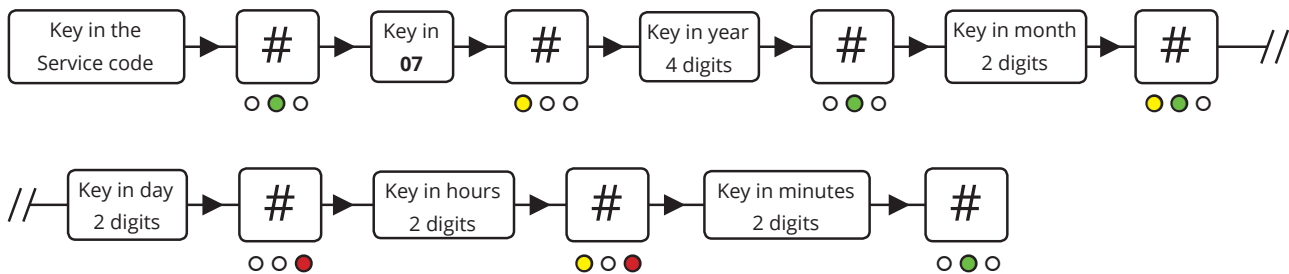 Key in the
Service code
#
Key in
07
#
Key in year
4 digits
#
Key in month
2 digits
#
Key in day
2 digits
#
Key in hours
2 digits
#
Key in minutes
2 digits
#